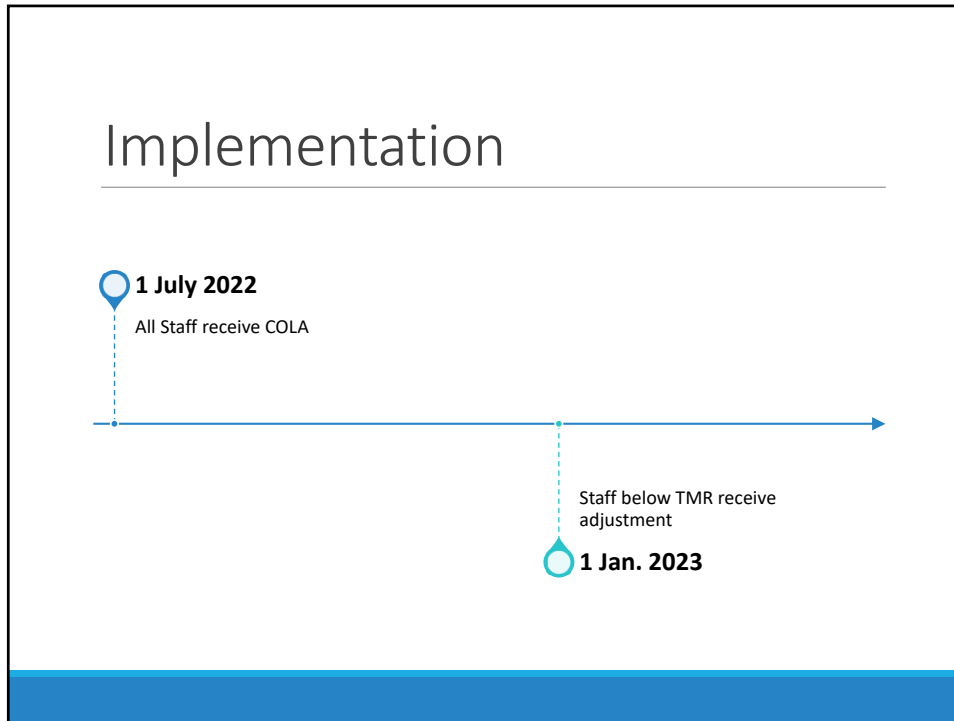 Implementation
1 July 2022
All Staff receive COLA
Staff below TMR receive
adjustment
1 Jan. 2023